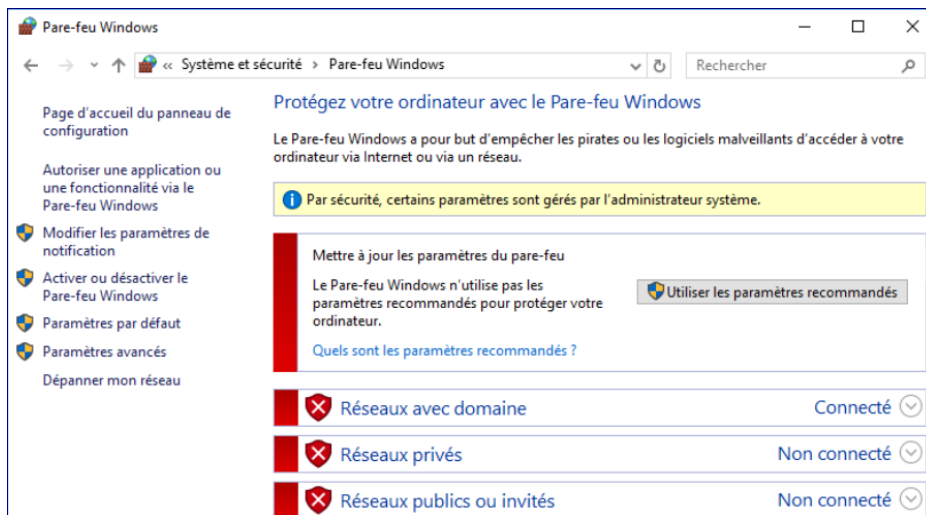 Pare-feu Windows
« Système et sécurité › Pare-feu Windows
Rechercher
Page d'accueil du panneau de
configuration
Autoriser une application ou
une fonctionnalité via le
Pare-feu Windows
Modifier les paramètres de
notification
Activer ou désactiver le
Pare-feu Windows
Paramètres par défaut
Paramètres avancés
Dépanner mon réseau
Protégez votre ordinateur avec le Pare-feu Windows
Le Pare-feu Windows a pour but d'empêcher les pirates ou les logiciels malveillants d'accéder à votre
ordinateur via Internet ou via un réseau.
Par sécurité, certains paramètres sont gérés par l'administrateur système.
Mettre à jour les paramètres du pare-feu
Le Pare-feu Windows n'utilise pas les
paramètres recommandés pour protéger votre
ordinateur.
Utiliser les paramètres recommandés
Quels sont les paramètres recommandés ?
Réseaux avec domaine Connecté
Réseaux privés Non connecté
Réseaux publics ou invités Non connecté